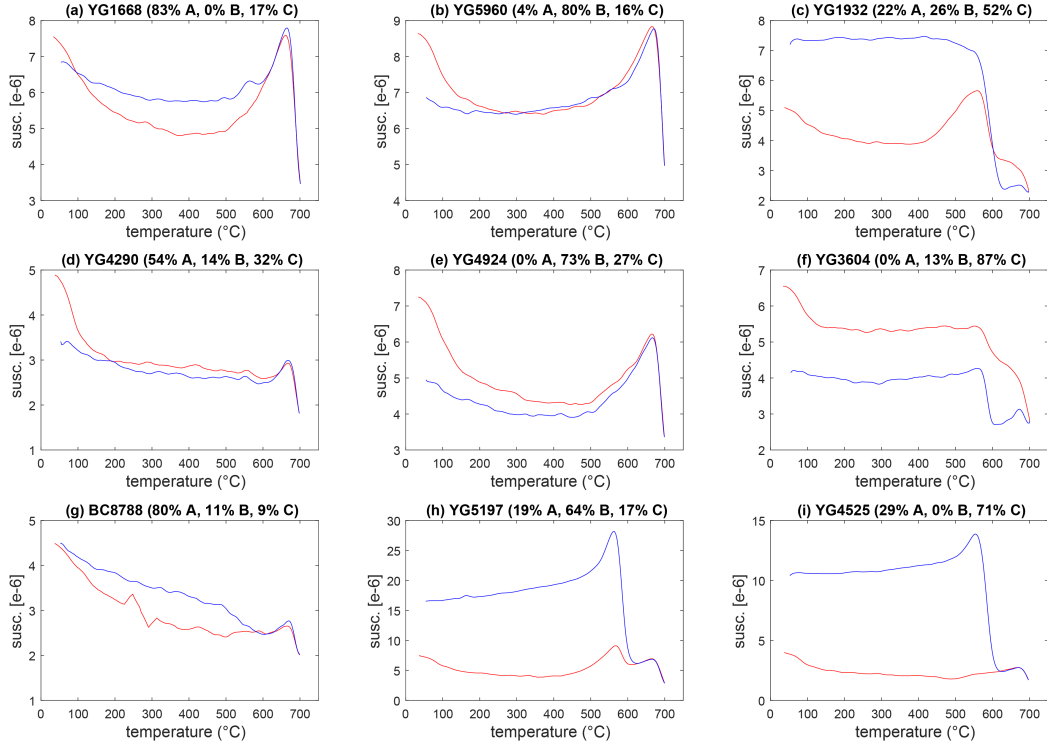 (a) YG1668 (83% A, 0% B, 17% C)
8
7
6
5
4
3
susc. [e-6]
0 100 200 300 400 500 600 700
temperature (°C)
(b) YG5960 (4% A, 80% B, 16% C)
9
8
7
6
5
4
susc. [e-6]
0 100 200 300 400 500 600 700
temperature (°C)
(c) YG1932 (22% A, 26% B, 52% C)
8
7
6
5
4
3
2
susc. [e-6]
0 100 200 300 400 500 600 700
temperature (°C)
(d) YG4290 (54% A, 14% B, 32% C)
5
4
3
2
1
susc. [e-6]
0 100 200 300 400 500 600 700
temperature (°C)
(e) YG4924 (0% A, 73% B, 27% C)
8
7
6
5
4
3
susc. [e-6]
0 100 200 300 400 500 600 700
temperature (°C)
(f) YG3604 (0% A, 13% B, 87% C)
7
6
5
4
3
2
susc. [e-6]
0 100 200 300 400 500 600 700
temperature (°C)
(g) BC8788 (80% A, 11% B, 9% C)
5
4
3
2
1
susc. [e-6]
0 100 200 300 400 500 600 700
temperature (°C)
(h) YG5197 (19% A, 64% B, 17% C)
30
20
10
0
susc. [e-6]
0 100 200 300 400 500 600 700
temperature (°C)
(i) YG4525 (29% A, 0% B, 71% C)
15
10
5
0
susc. [e-6]
0 100 200 300 400 500 600 700
temperature (°C)